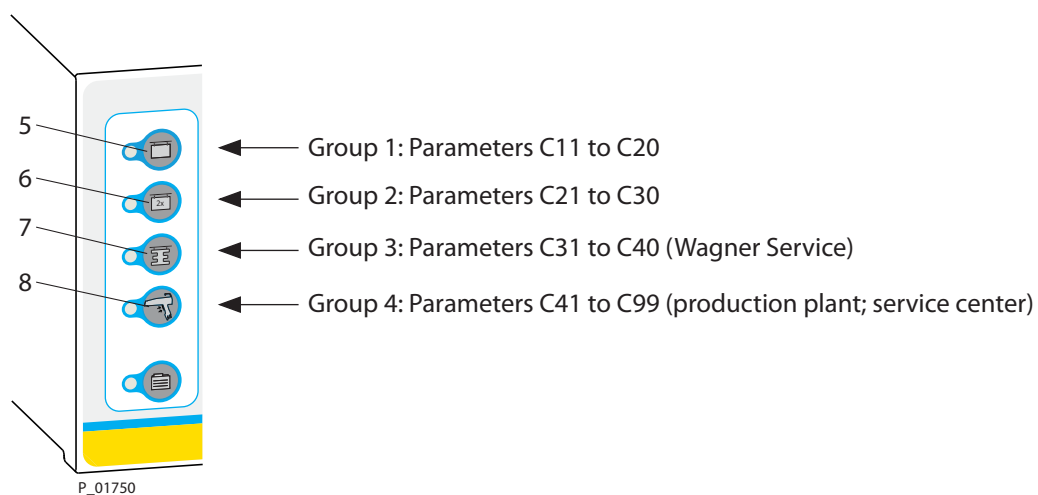 5
Group 1: Parameters C11 to C20
6
2x
Group 2: Parameters C21 to C30
7
Group 3: Parameters C31 to C40 (Wagner Service)
8
Group 4: Parameters C41 to C99 (production plant; service center)
P_01750